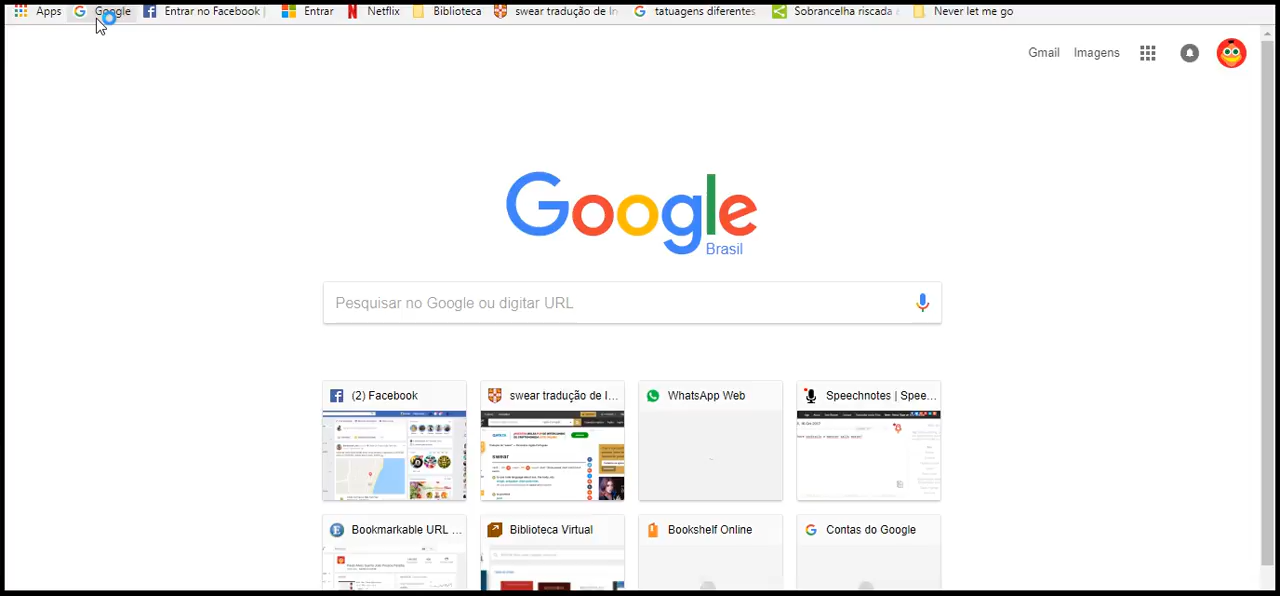 Apps Google Entrar no Facebook Entrar Netflix Biblioteca swear tradução de In tatuagens diferentes Sobrancelha riscada Never let me go
Gmail Imagens
Google
Brasil
Pesquisar no Google ou digitar URL
(2) Facebook swear tradução de I... WhatsApp Web Speechnotes | Spee...
swear
Bookmarkable URL ... Biblioteca Virtual Bookshelf Online Contas do Google